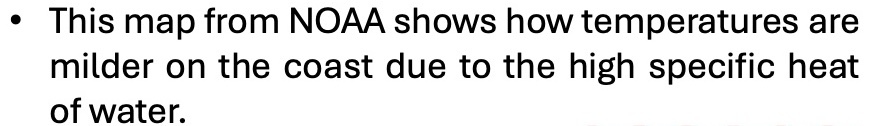 • This map from NOAA shows how temperatures are
milder on the coast due to the high specific heat
of water.